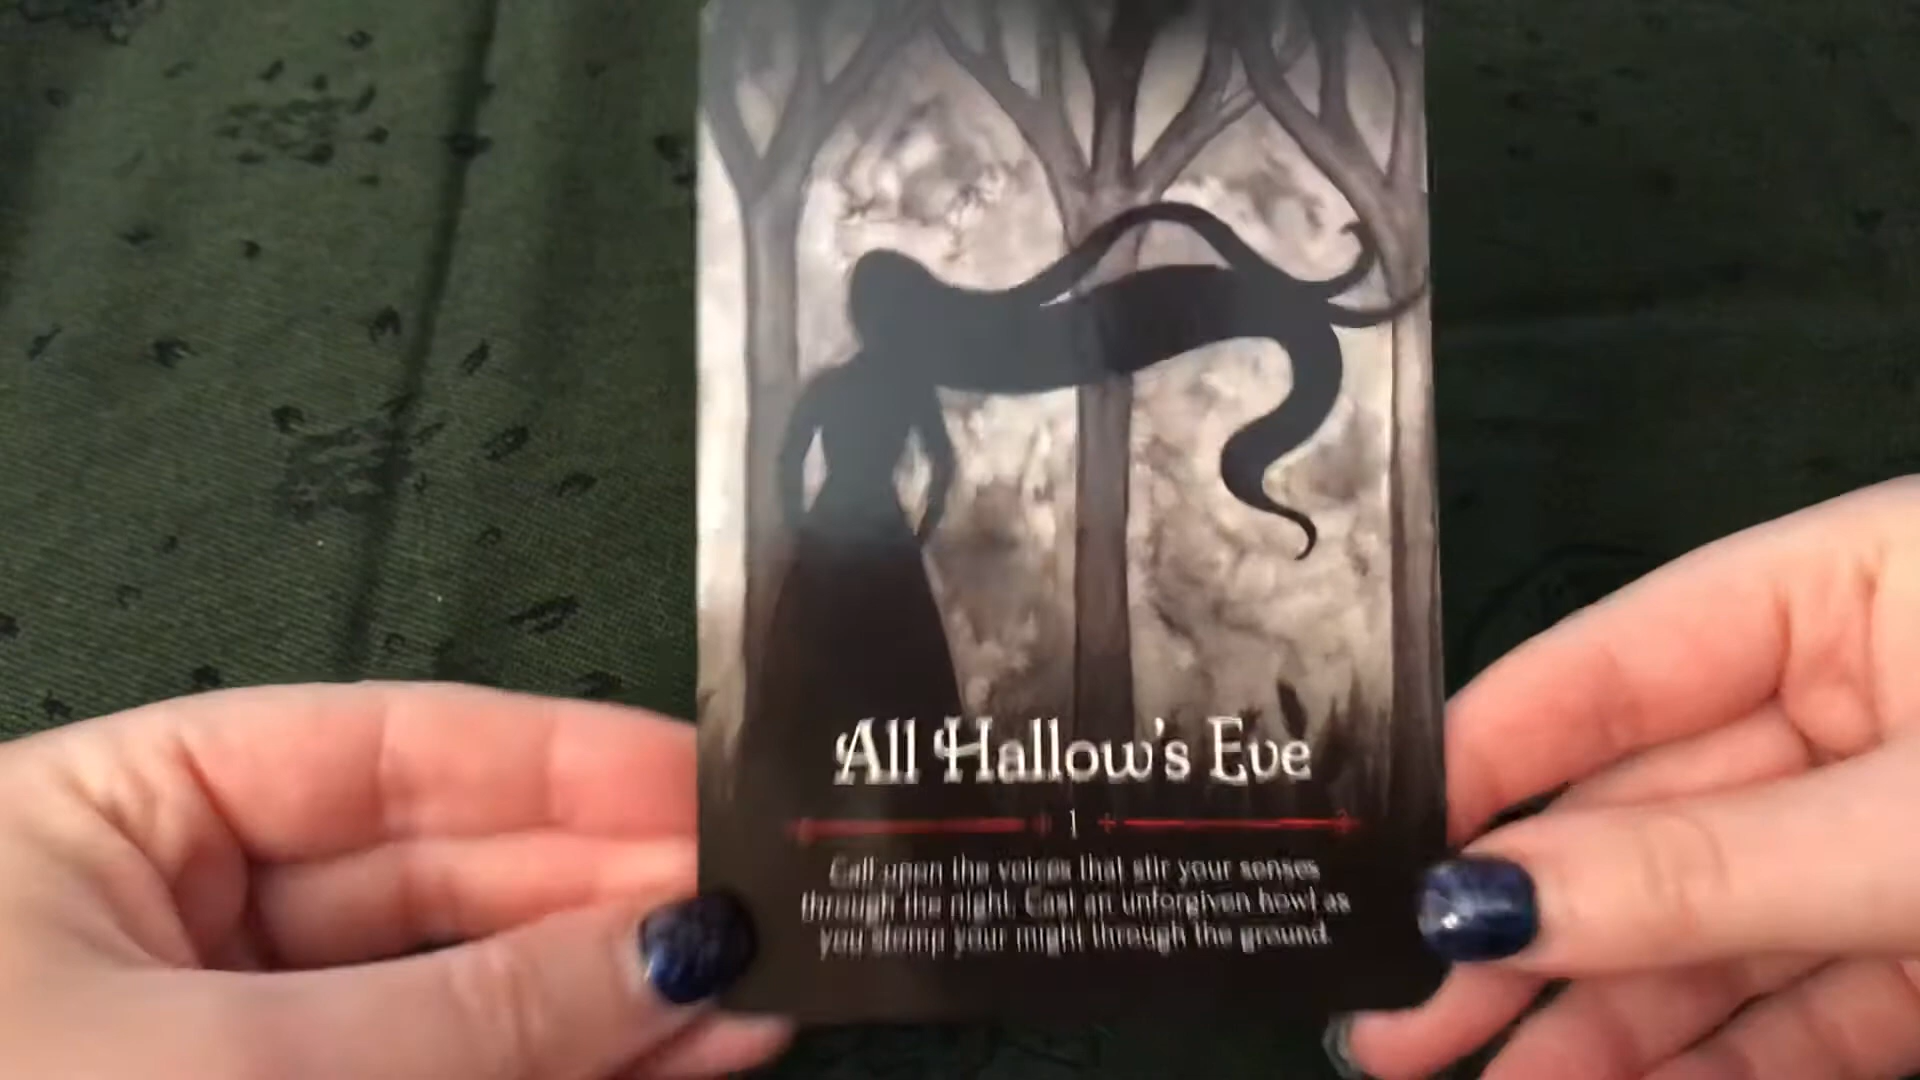 All Hallow's Eve
1
Call upon the voices that stir your senses
through the night. Cast an unforgiven howl as
you stomp your might through the ground.